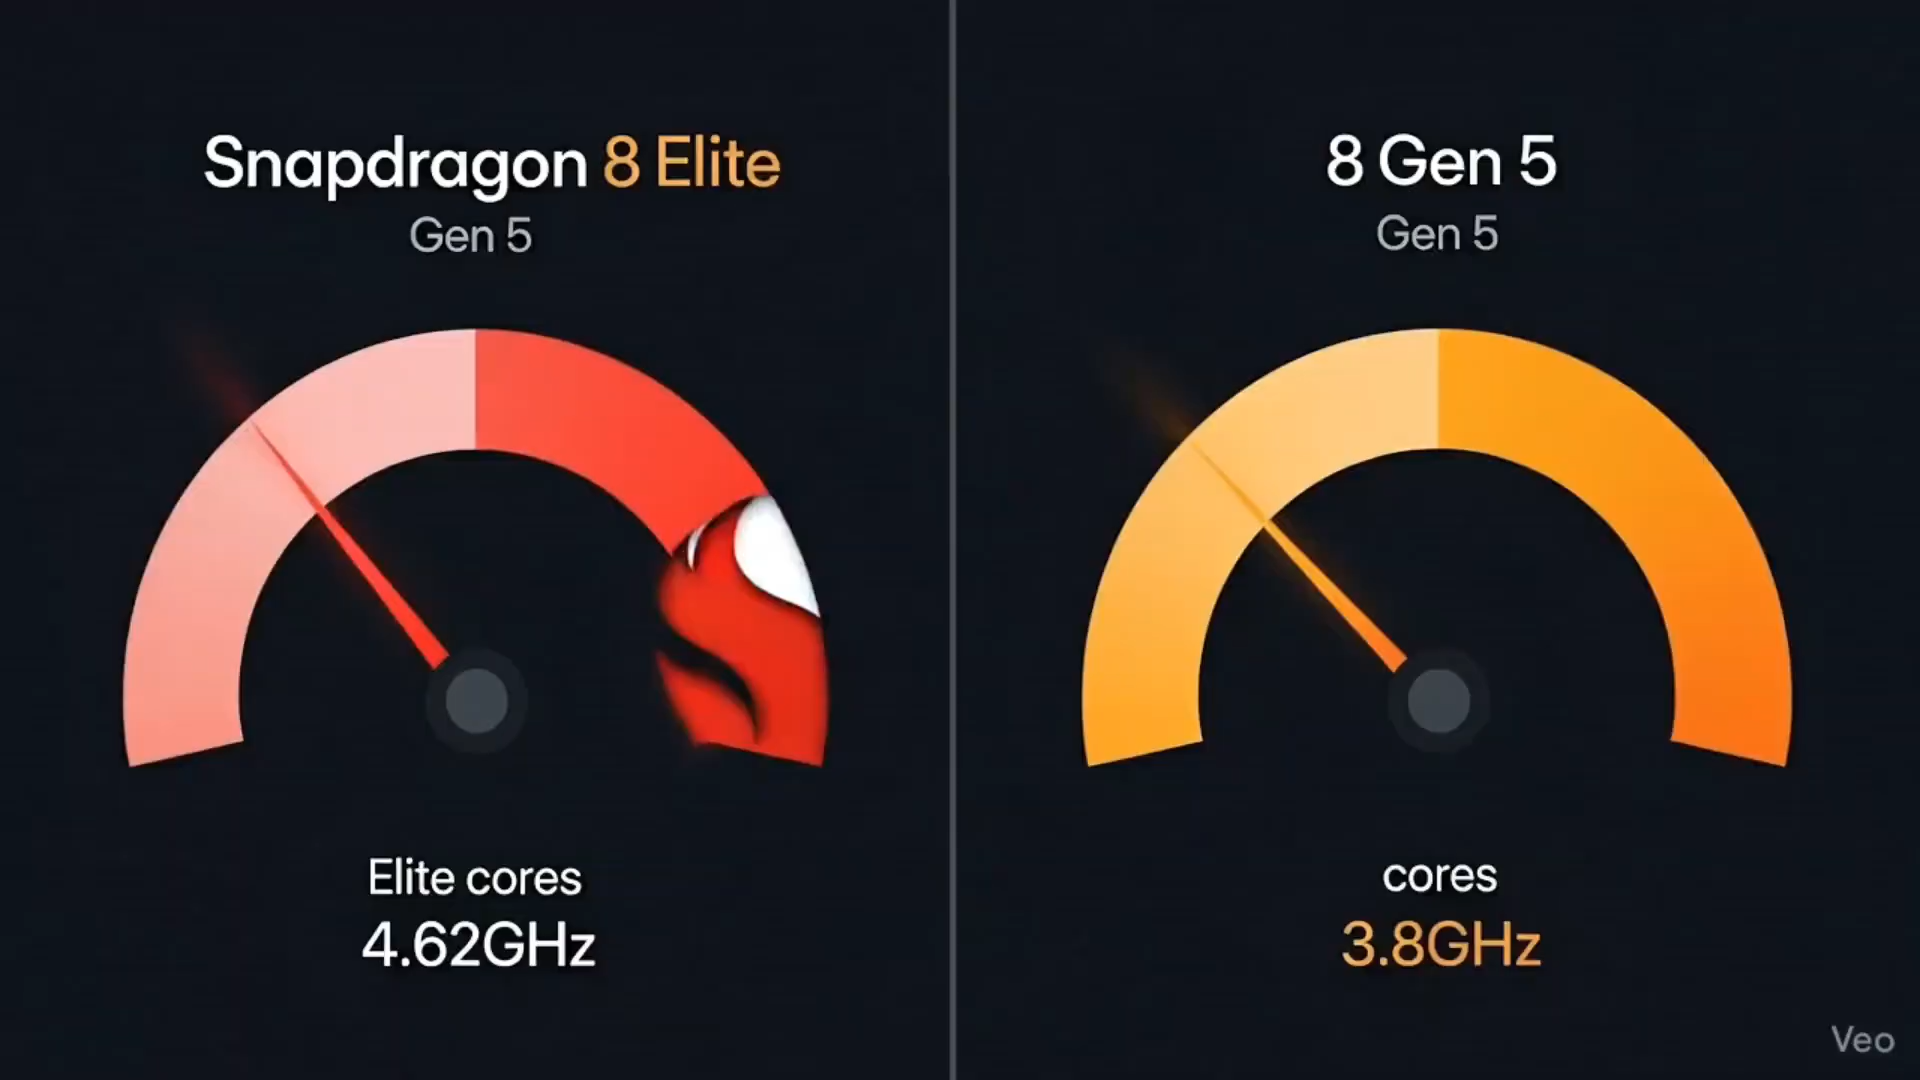 Snapdragon 8 Elite
Gen 5
Elite cores
4.62GHz
8 Gen 5
Gen 5
cores
3.8GHz
Veo